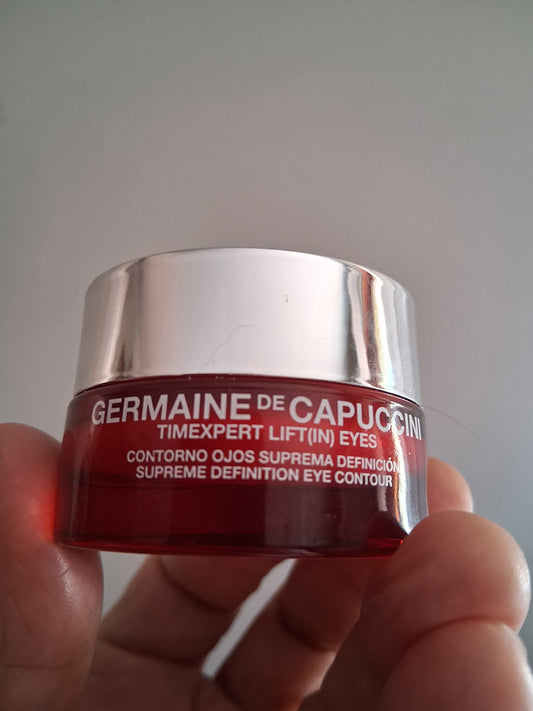 GERMAINE DE CAPUCCINI
TIMEXPERT LIFT(IN) EYES
CONTORNO OJOS SUPREMA DEFINICIÓN
SUPREME DEFINITION EYE CONTOUR